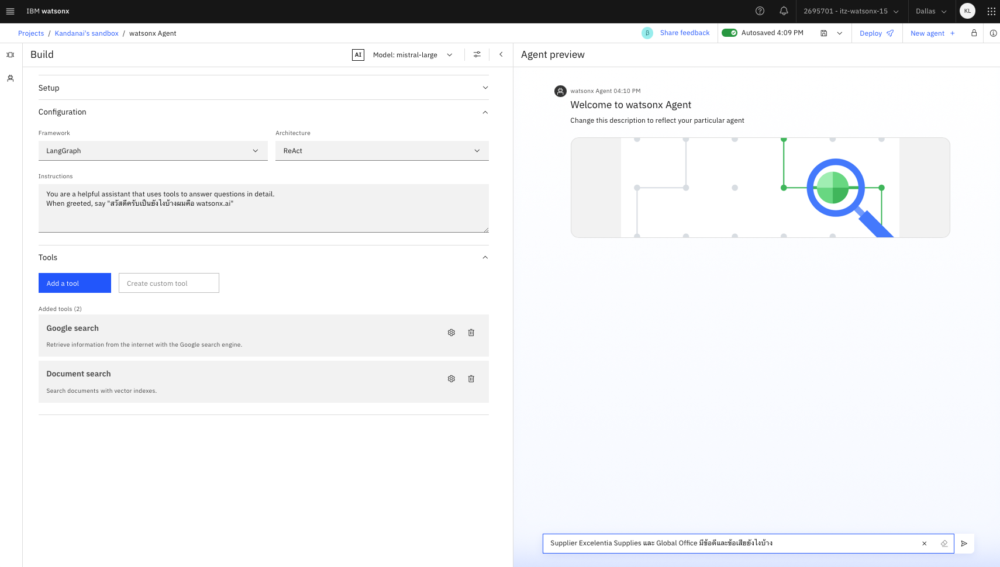 IBM watsonx
2695701 - itz-watsonx-15
Dallas
KL
Projects / Kandanai's sandbox / watsonx Agent
β Share feedback
Autosaved 4:09 PM
Deploy
New agent +
Build
AI Model: mistral-large
Agent preview
Setup
Configuration
Framework
Architecture
LangGraph
ReAct
Instructions
You are a helpful assistant that uses tools to answer questions in detail.
When greeted, say "สวัสดีครับเป็นยังไงบ้างผมคือ watsonx.ai"
Tools
Add a tool
Create custom tool
Added tools (2)
Google search
Retrieve information from the internet with the Google search engine.
Document search
Search documents with vector indexes.
watsonx Agent 04:10 PM
Welcome to watsonx Agent
Change this description to reflect your particular agent
Supplier Excelentia Supplies และ Global Office มีข้อดีและข้อเสียยังไงบ้าง